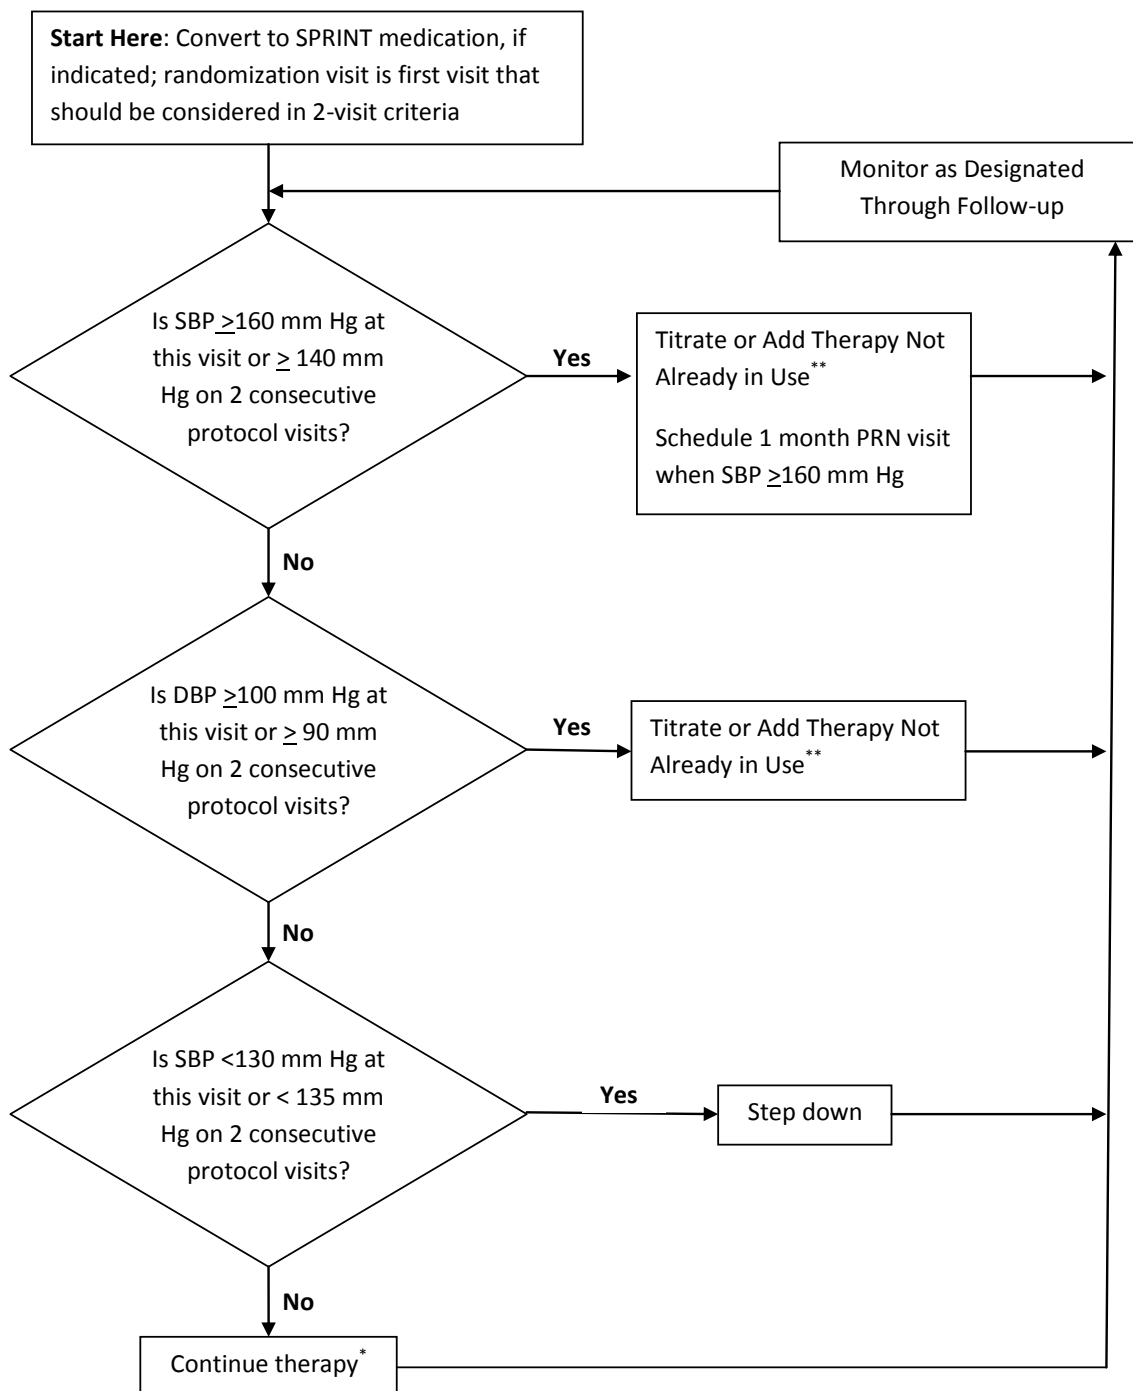 Start Here: Convert to SPRINT medication, if
indicated; randomization visit is first visit that
should be considered in 2-visit criteria
Monitor as Designated
Through Follow-up
Is SBP ≥160 mm Hg at
this visit or ≥ 140 mm
Hg on 2 consecutive
protocol visits?
Yes
Titrate or Add Therapy Not
Already in Use**
Schedule 1 month PRN visit
when SBP ≥160 mm Hg
No
Is DBP ≥100 mm Hg at
this visit or ≥ 90 mm
Hg on 2 consecutive
protocol visits?
Yes
Titrate or Add Therapy Not
Already in Use**
No
Is SBP <130 mm Hg at
this visit or < 135 mm
Hg on 2 consecutive
protocol visits?
Yes
Step down
No
Continue therapy*